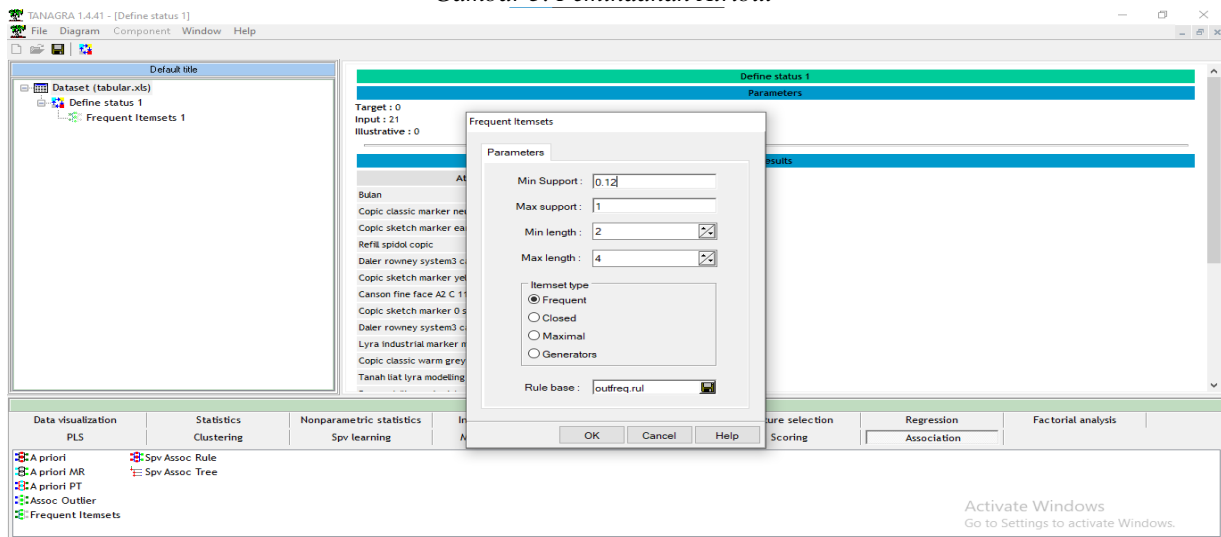 TANAGRA 1.4.41 - [Define status 1]
File Diagram Component Window Help
Default title
Dataset (tabular.xls)
Define status 1
Frequent Itemsets 1
Define status 1
Parameters
Target : 0
Input : 21
Illustrative : 0
esults
At
Bulan
Copic classic marker neu
Copic sketch marker ea
Refill spidol copic
Daler rowney system3 c
Copic sketch marker yel
Canson fine face A2 C 11
Copic sketch marker 0 s
Daler rowney system3 c
Lyra industrial marker m
Copic classic warm grey
Tanah liat lyra modelling
Frequent Itemsets
Parameters
Min Support : 0.12
Max support : 1
Min length : 2
Max length : 4
Itemset type
Frequent
Closed
Maximal
Generators
Rule base : outfreq.rul
OK Cancel Help
Data visualization Statistics Nonparametric statistics In ure selection Regression Factorial analysis
PLS Clustering Spv learning Scoring Association
A priori Spv Assoc Rule
A priori MR Spv Assoc Tree
A priori PT
Assoc Outlier
Frequent Itemsets
Activate Windows
Go to Settings to activate Windows.